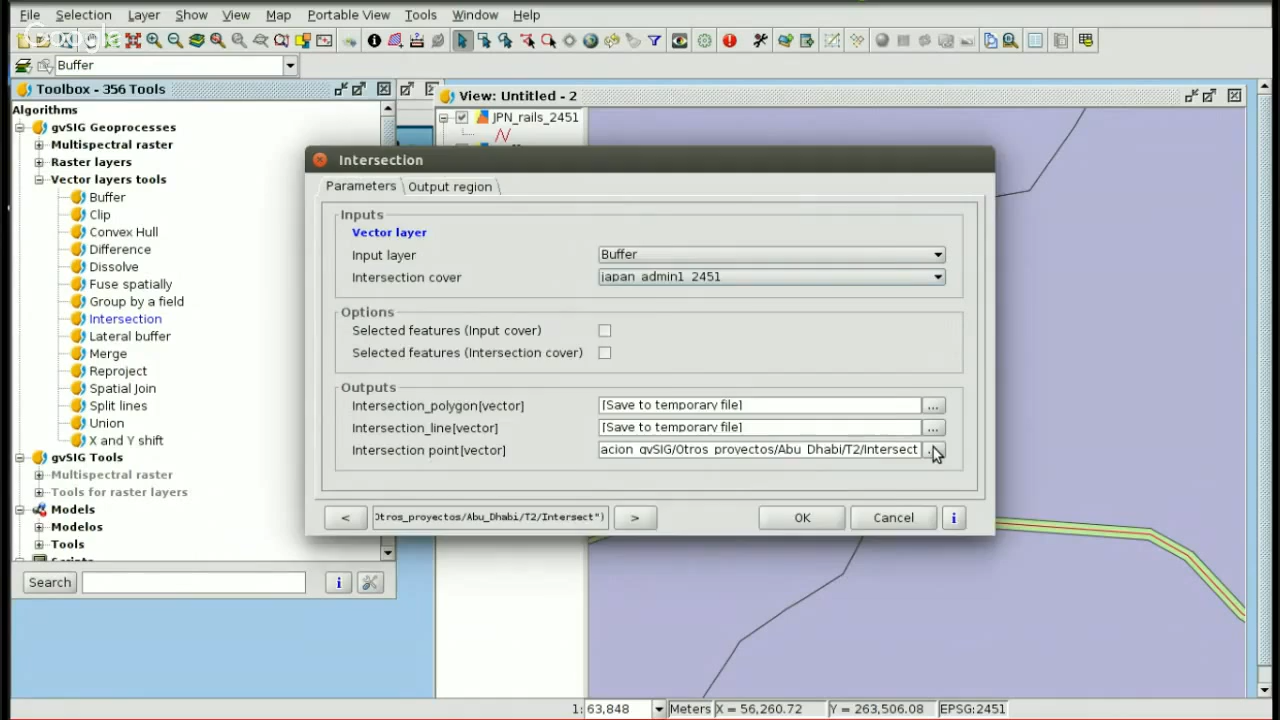 File Selection Layer Show View Map Portable View Tools Window Help
Google
Buffer
Toolbox - 356 Tools
View: Untitled - 2
Algorithms
gvSIG Geoprocesses
Multispectral raster
Raster layers
Vector layers tools
Buffer
Clip
Convex Hull
Difference
Dissolve
Fuse spatially
Group by a field
Intersection
Lateral buffer
Merge
Reproject
Spatial Join
Split lines
Union
X and Y shift
gvSIG Tools
Multispectral raster
Tools for raster layers
Models
Modelos
Tools
Scripts
Search
JPN_rails_2451
Intersection
Parameters Output region
Inputs
Vector layer
Input layer Buffer
Intersection cover japan_admin1_2451
Options
Selected features (Input cover)
Selected features (Intersection cover)
Outputs
Intersection_polygon[vector] [Save to temporary file] ...
Intersection_line[vector] [Save to temporary file] ...
Intersection point[vector] acion_gvSIG/Otros_proyectos/Abu_Dhabi/T2/Intersect
< Otros_proyectos/Abu_Dhabi/T2/Intersect") > OK Cancel i
1: 63,848 Meters X = 56,260.72 Y = 263,506.08 EPSG:2451